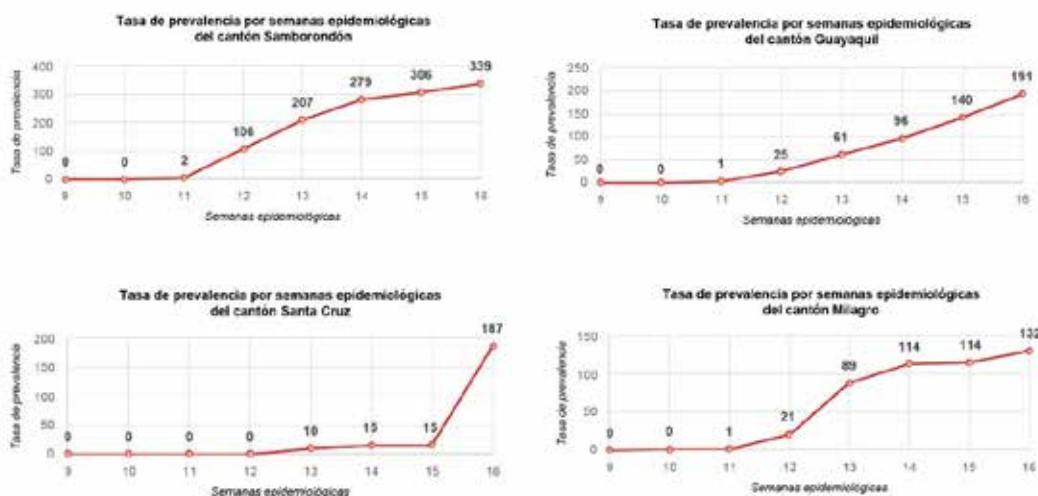 Tasa de prevalencia por semanas epidemiológicas
del cantón Samborondón
Tasa de prevalencia
400
300
200
100
0
0 0 2 106 207 279 306 339
9 10 11 12 13 14 15 16
Semanas epidemiológicas
Tasa de prevalencia por semanas epidemiológicas
del cantón Guayaquil
Tasa de prevalencia
250
200
150
100
50
0
0 0 1 25 61 96 140 191
9 10 11 12 13 14 15 16
Semanas epidemiológicas
Tasa de prevalencia por semanas epidemiológicas
del cantón Santa Cruz
Tasa de prevalencia
200
150
100
50
0
0 0 0 0 10 15 15 187
9 10 11 12 13 14 15 16
Semanas epidemiológicas
Tasa de prevalencia por semanas epidemiológicas
del cantón Milagro
Tasa de prevalencia
150
100
50
0
0 0 1 21 89 114 114 132
9 10 11 12 13 14 15 16
Semanas epidemiológicas